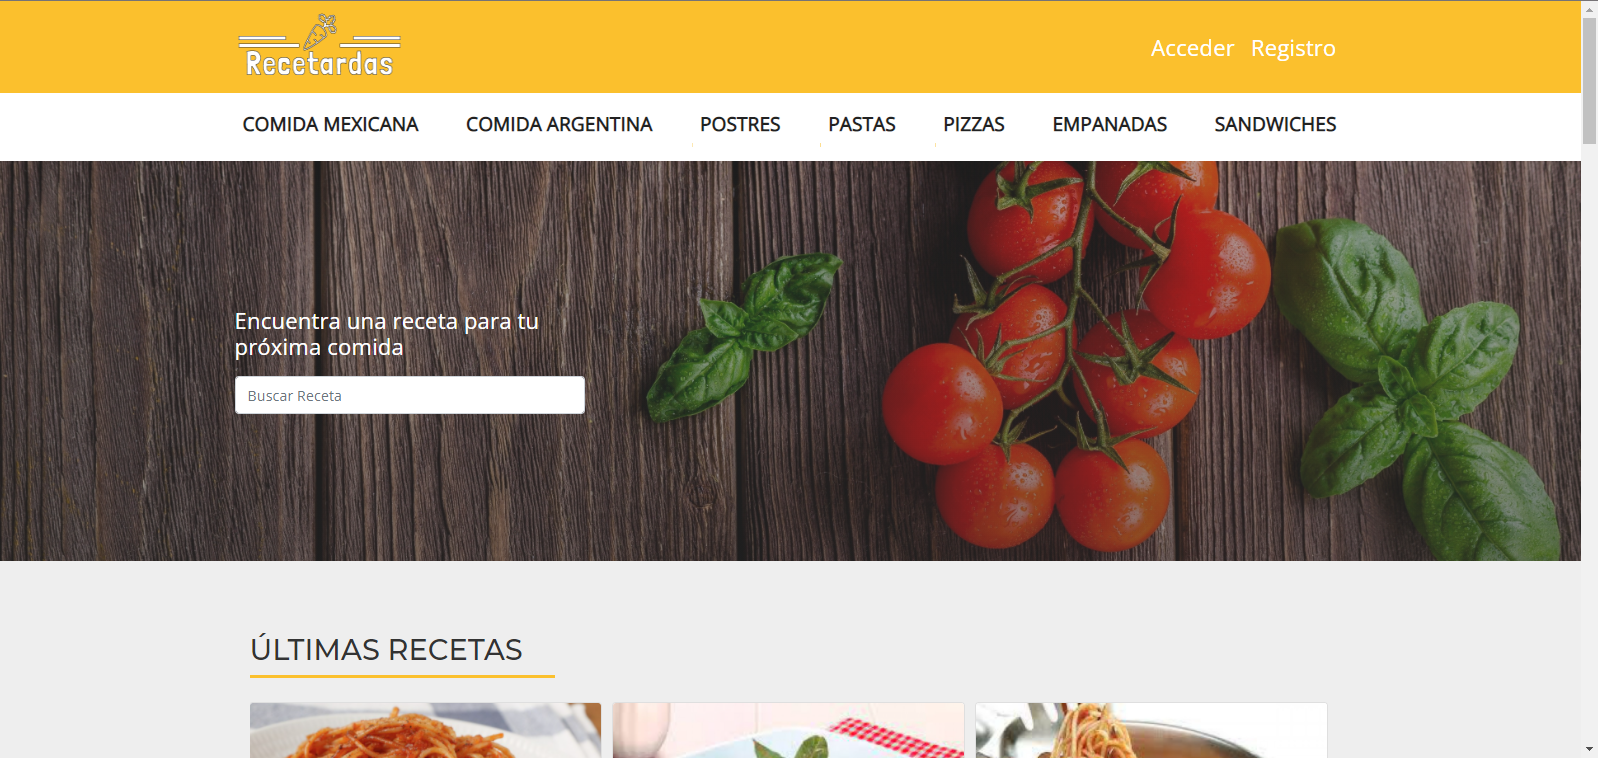 Recetardas
Acceder Registro
COMIDA MEXICANA COMIDA ARGENTINA POSTRES PASTAS PIZZAS EMPANADAS SANDWICHES
Encuentra una receta para tu
próxima comida
Buscar Receta
ÚLTIMAS RECETAS